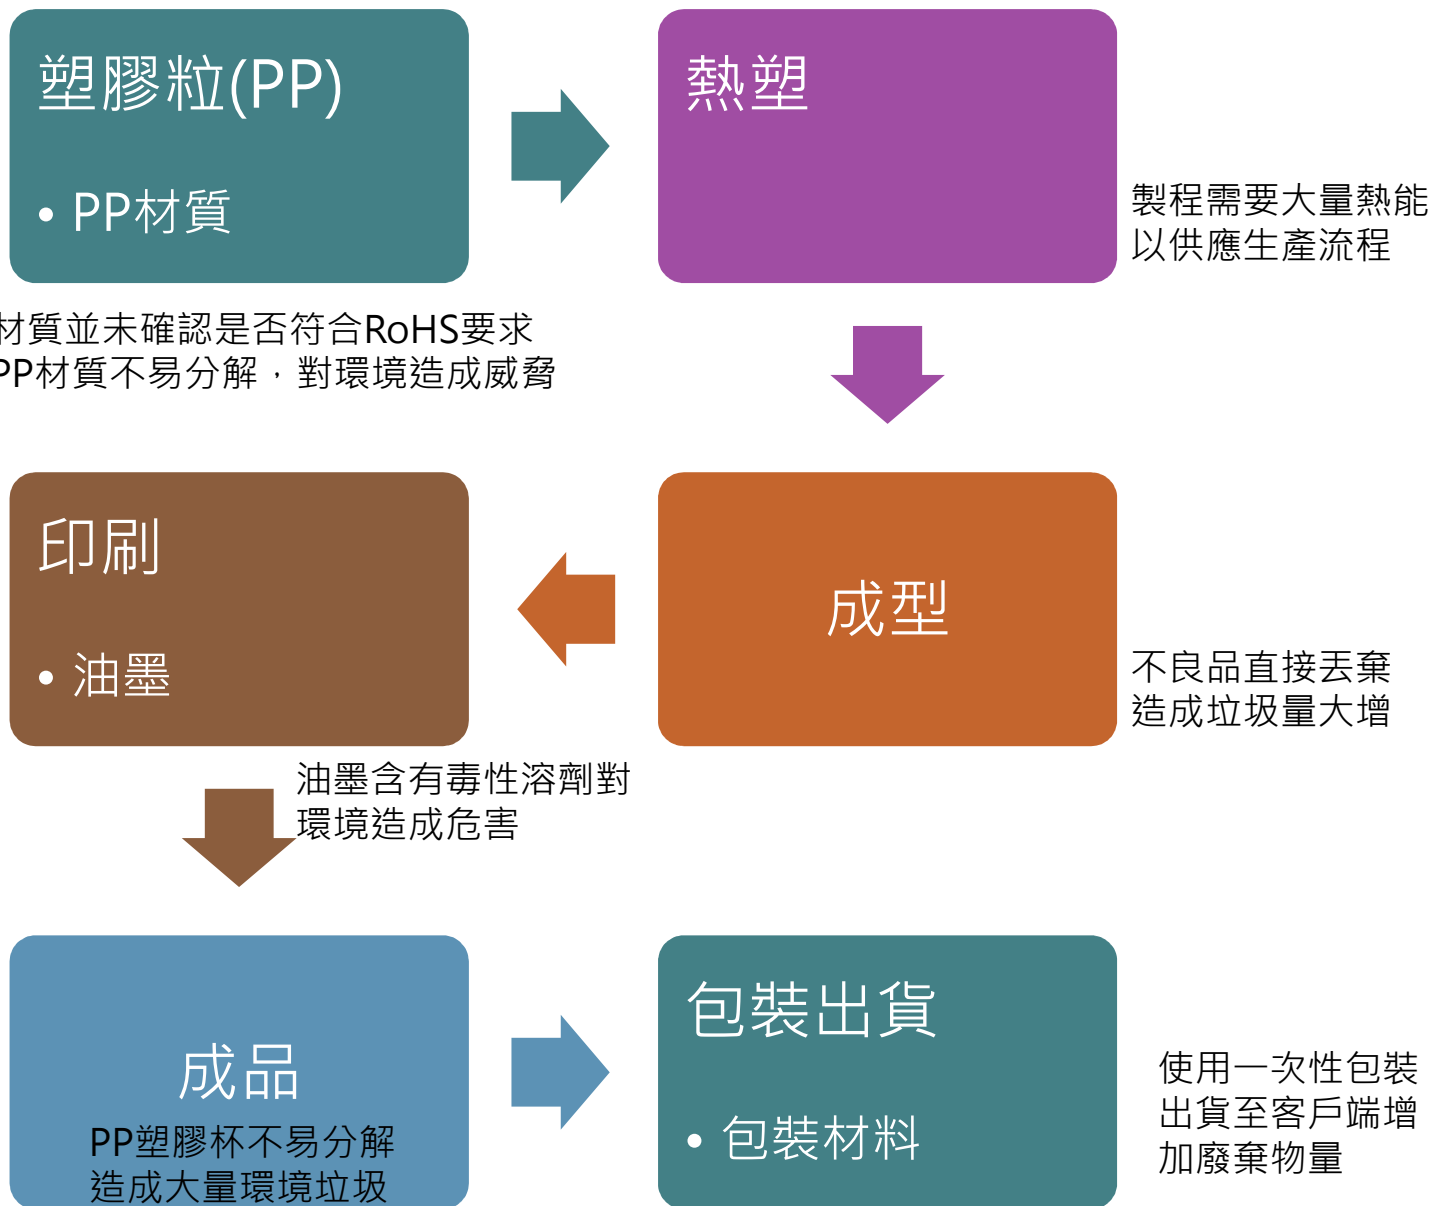 塑膠粒(PP)
• PP材質
熱塑
製程需要大量熱能
以供應生產流程
材質並未確認是否符合RoHS要求
PP材質不易分解，對環境造成威脅
成型
不良品直接丟棄
造成垃圾量大增
印刷
• 油墨
油墨含有毒性溶劑對
環境造成危害
成品
PP塑膠杯不易分解
造成大量環境垃圾
包裝出貨
• 包裝材料
使用一次性包裝
出貨至客戶端增
加廢棄物量